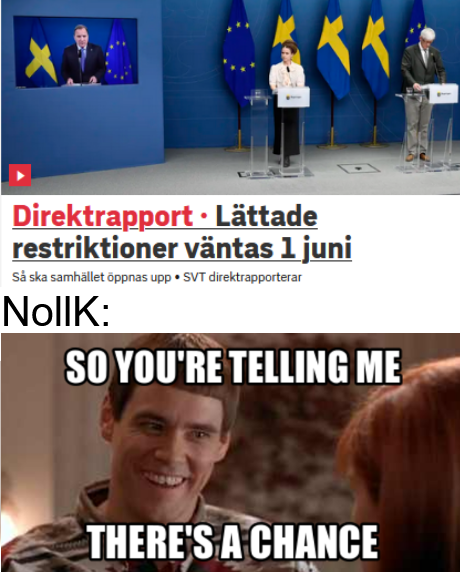 Direktrapport · Lättade
restriktioner väntas 1 juni
Så ska samhället öppnas upp • SVT direktrapporterar
NollK:
SO YOU'RE TELLING ME
THERE'S A CHANCE